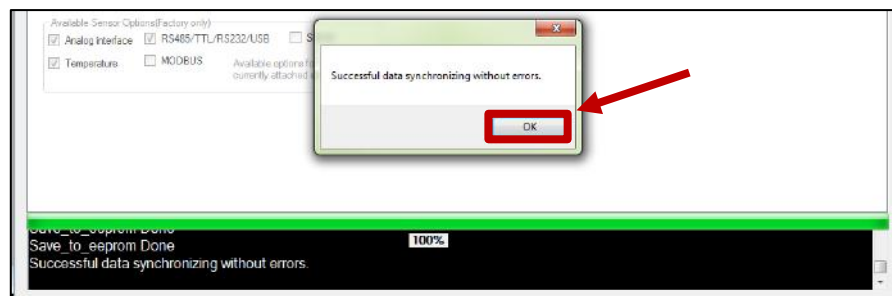 Available Sensor Options(Factory only)
Analog interface RS485/TTL/RS232/USB
Temperature MODBUS Available options
currently attached
Successful data synchronizing without errors.
OK
Save_to_eeprom Done
Save_to_eeprom Done
100%
Successful data synchronizing without errors.